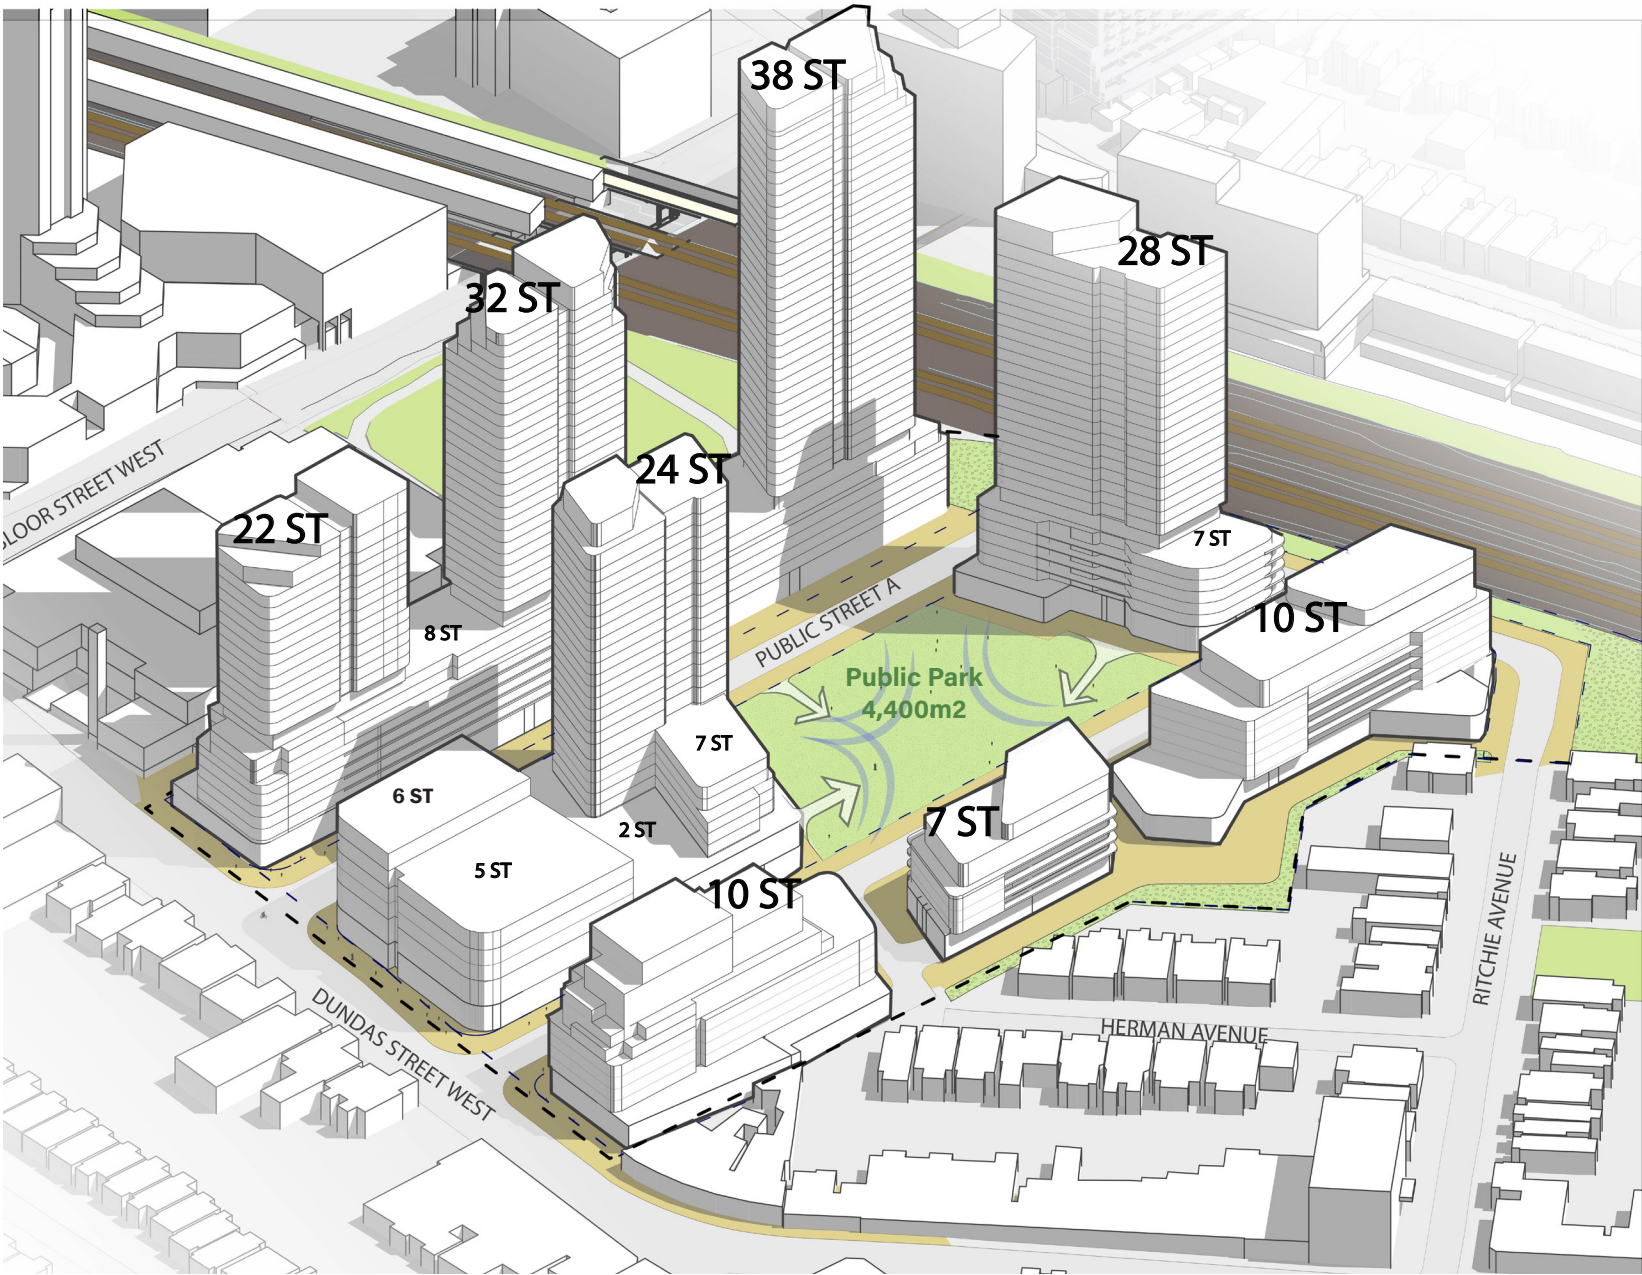 38 ST
28 ST
32 ST
24 ST
BLOOR STREET WEST
22 ST
7 ST
10 ST
8 ST
PUBLIC STREET A
Public Park
4,400m2
7 ST
6 ST
2 ST
7 ST
5 ST
10 ST
RITCHIE AVENUE
DUNDAS STREET WEST
HERMAN AVENUE